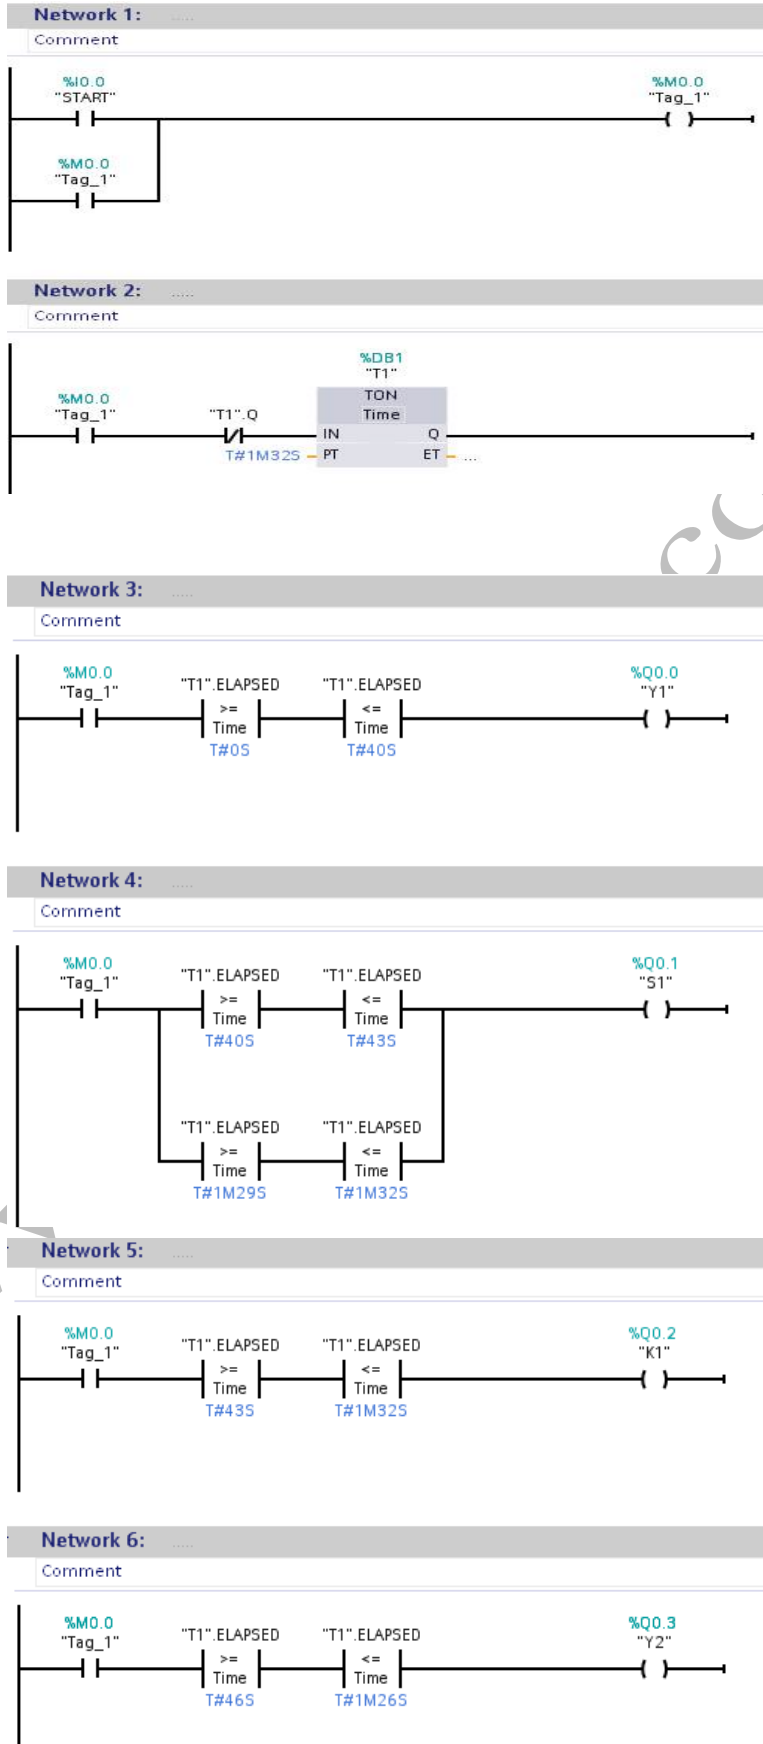 Network 1: .....
Comment
%I0.0
"START"
%M0.0
"Tag_1"
%M0.0
"Tag_1"
Network 2: .....
Comment
%DB1
"T1"
TON
Time
%M0.0
"Tag_1"
"T1".Q
IN Q
T#1M32S PT ET ...
Network 3: .....
Comment
%M0.0
"Tag_1"
"T1".ELAPSED
>=
Time
T#0S
"T1".ELAPSED
<=
Time
T#40S
%Q0.0
"Y1"
Network 4: .....
Comment
%M0.0
"Tag_1"
"T1".ELAPSED
>=
Time
T#40S
"T1".ELAPSED
<=
Time
T#43S
%Q0.1
"S1"
"T1".ELAPSED
>=
Time
T#1M29S
"T1".ELAPSED
<=
Time
T#1M32S
Network 5: .....
Comment
%M0.0
"Tag_1"
"T1".ELAPSED
>=
Time
T#43S
"T1".ELAPSED
<=
Time
T#1M32S
%Q0.2
"K1"
Network 6: .....
Comment
%M0.0
"Tag_1"
"T1".ELAPSED
>=
Time
T#46S
"T1".ELAPSED
<=
Time
T#1M26S
%Q0.3
"Y2"